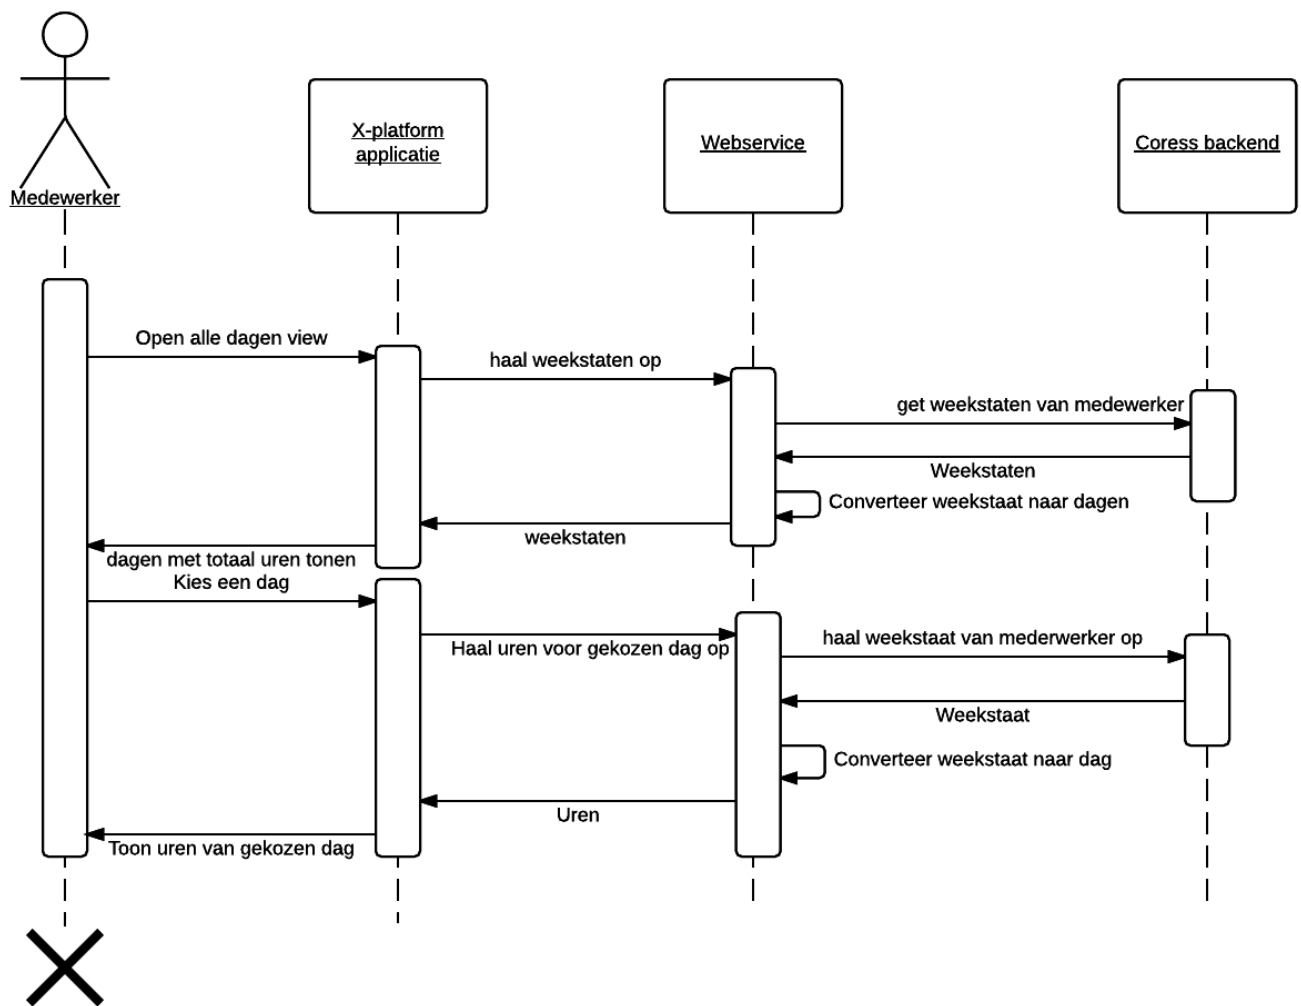 Medewerker
X-platform
applicatie
Webservice
Coress backend
Open alle dagen view
haal weekstaten op
get weekstaten van medewerker
Weekstaten
Converteer weekstaat naar dagen
weekstaten
dagen met totaal uren tonen
Kies een dag
Haal uren voor gekozen dag op
haal weekstaat van mederwerker op
Weekstaat
Converteer weekstaat naar dag
Uren
Toon uren van gekozen dag